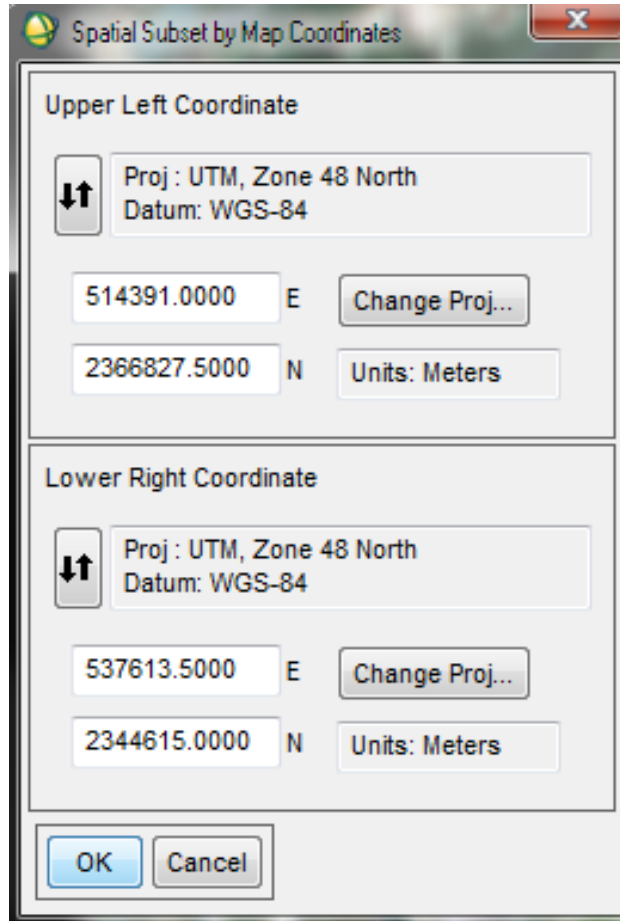 Spatial Subset by Map Coordinates
Upper Left Coordinate
Proj : UTM, Zone 48 North
Datum: WGS-84
514391.0000 E Change Proj...
2366827.5000 N Units: Meters
Lower Right Coordinate
Proj : UTM, Zone 48 North
Datum: WGS-84
537613.5000 E Change Proj...
2344615.0000 N Units: Meters
OK Cancel